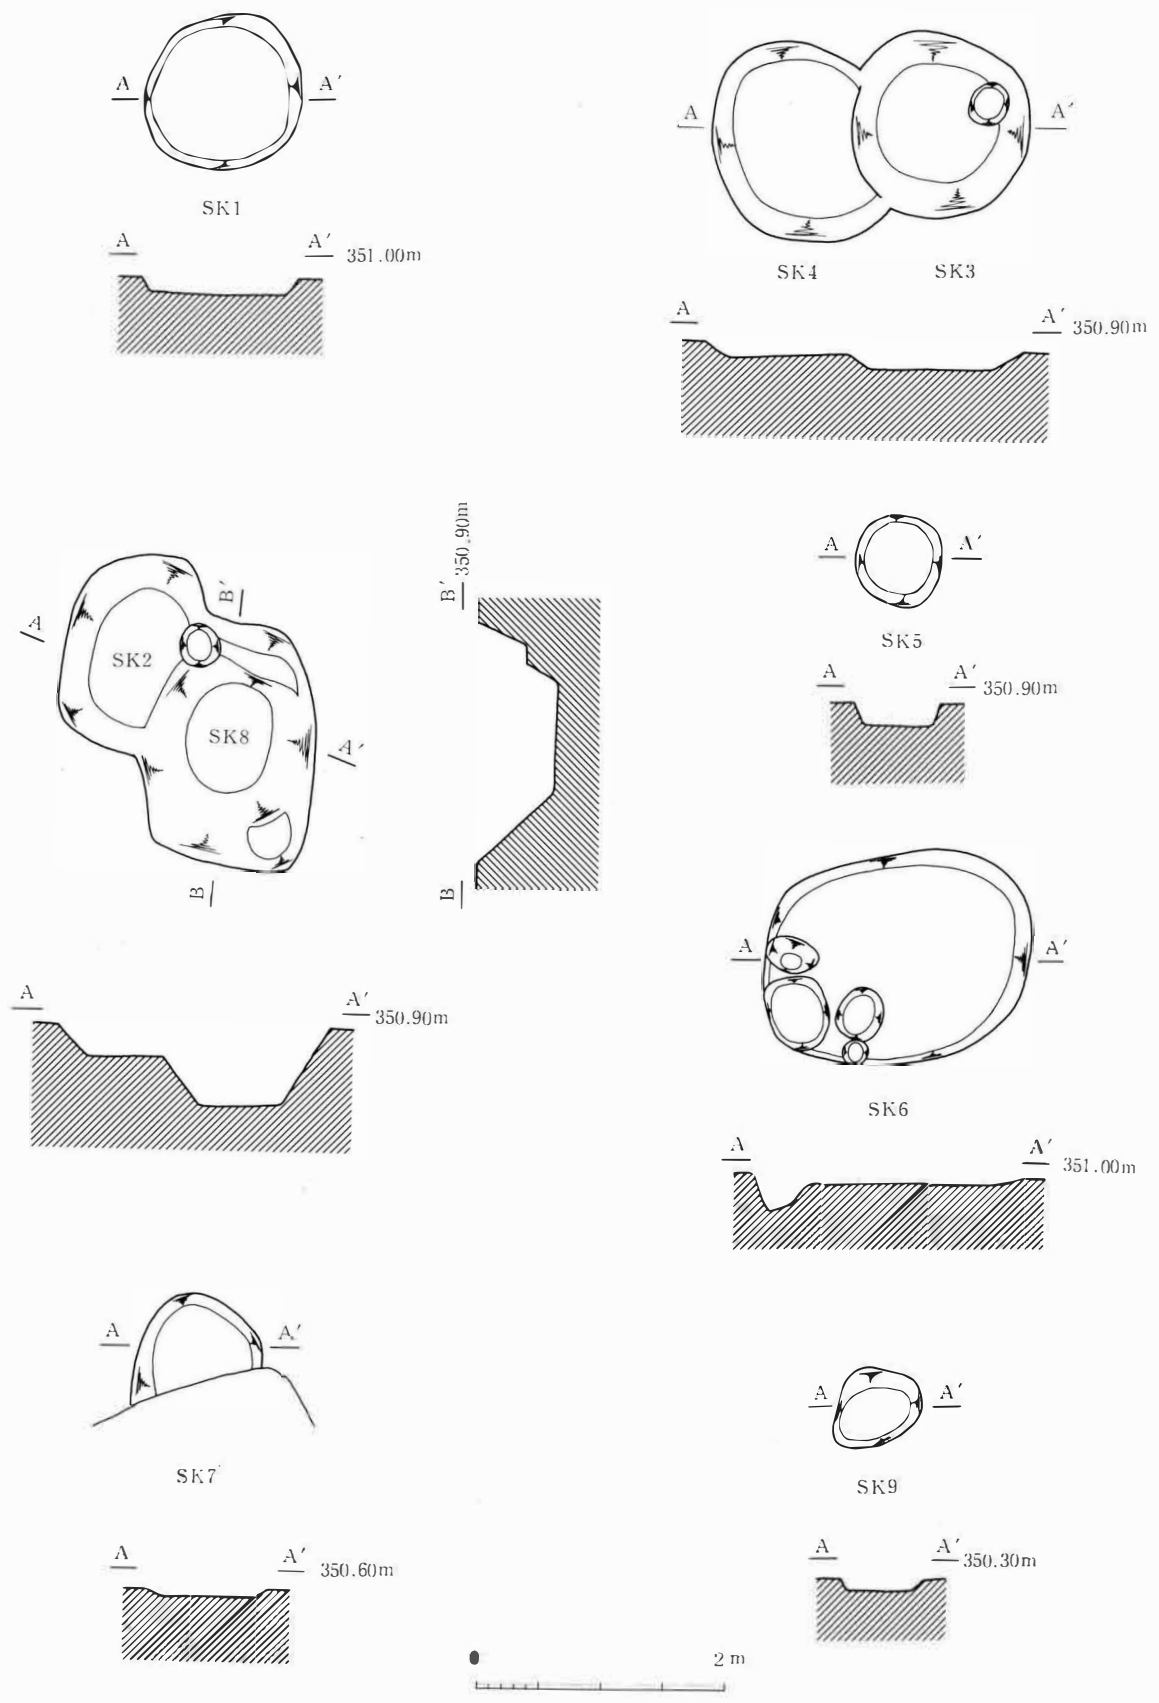 A A′
SK1
A A′ 351.00m
A A′
SK4 SK3
A A′ 350.90m
A B′ A′ B
SK2
SK8
B′ 350.90m
B
A A′ 350.90m
A A′
SK5
A A′ 350.90m
A A′
SK6
A A′ 351.00m
A A′
SK7
A A′ 350.60m
A A′
SK9
A A′ 350.30m
0 2 m